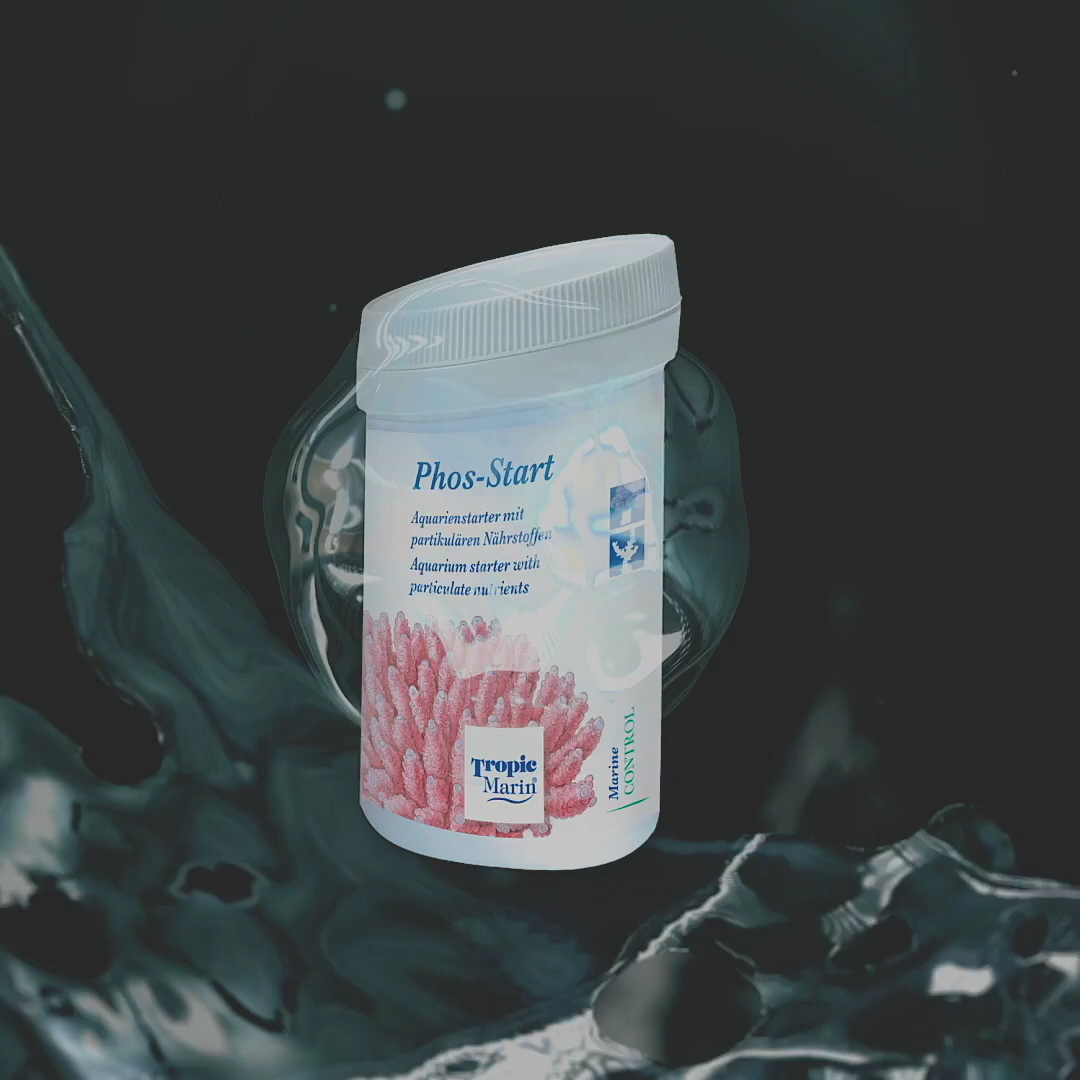 Phos-Start
Aquarienstarter mit
partikulären Nährstoffen
Aquarium starter with
particulate nutrients
Tropic
Marin®
Marine
CONTROL